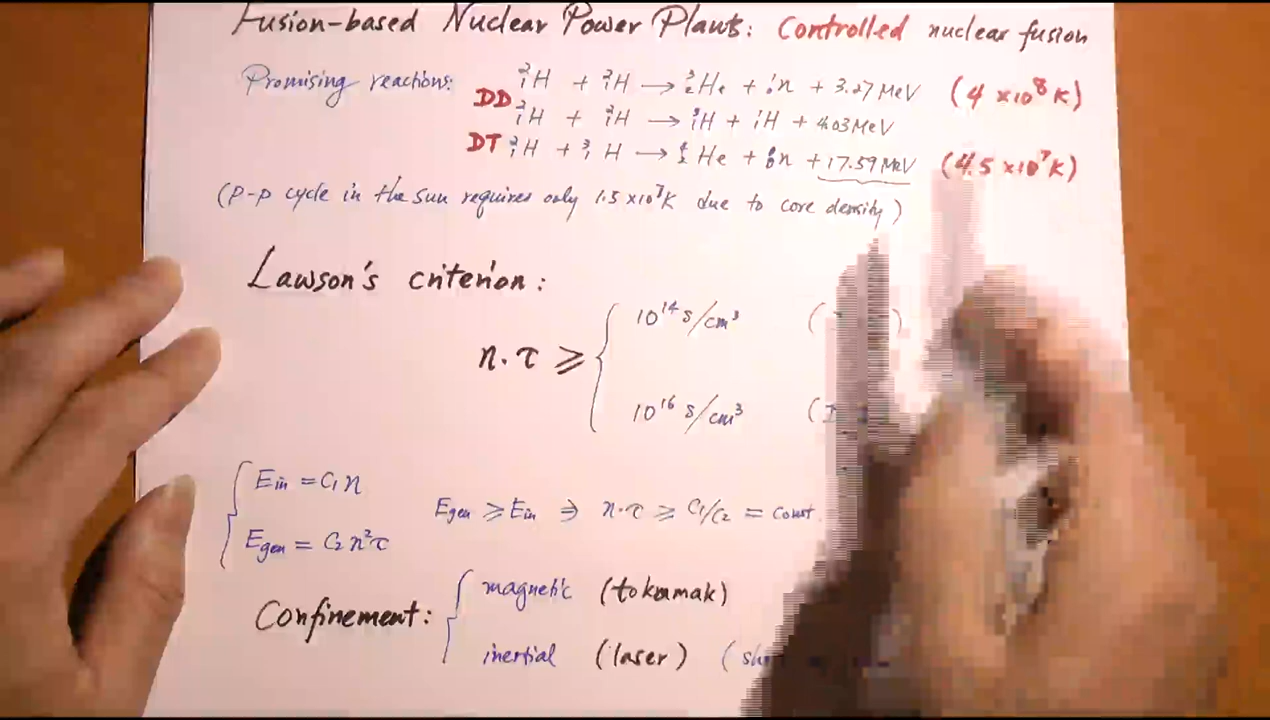 Fusion-based Nuclear Power Plants: Controlled nuclear fusion
Promising reactions: DD ²₁H + ²₁H → ³₂He + ¹₀n + 3.27 MeV (4 × 10⁸ K)
²₁H + ²₁H → ³₁H + ¹₁H + 4.03 MeV
DT ²₁H + ³₁H → ⁴₂He + ¹₀n + 17.59 MeV (4.5 × 10⁷ K)
(P-P cycle in the Sun requires only 1.5 × 10⁷ K due to core density)
Lawson's criterion:
n·τ ≥ { 10¹⁴ s/cm³
10¹⁶ s/cm³
Ein = C₁n
Egen ≥ Ein ⇒ n·τ ≥ C₁/C₂ = Const.
Egen = C₂n²τ
Confinement: { magnetic (tokamak)
inertial (laser)